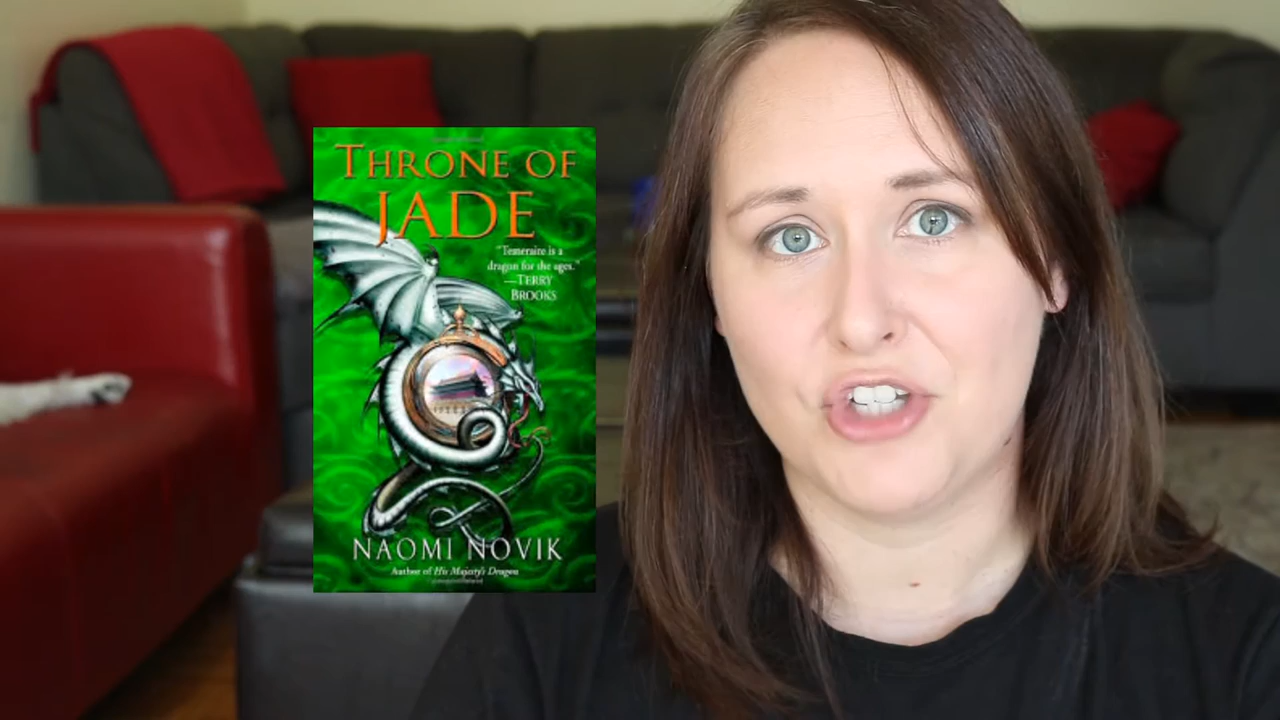 THRONE OF
JADE
"Temeraire is a
dragon for the ages."
—TERRY
BROOKS
NAOMI NOVIK
Author of His Majesty's Dragon